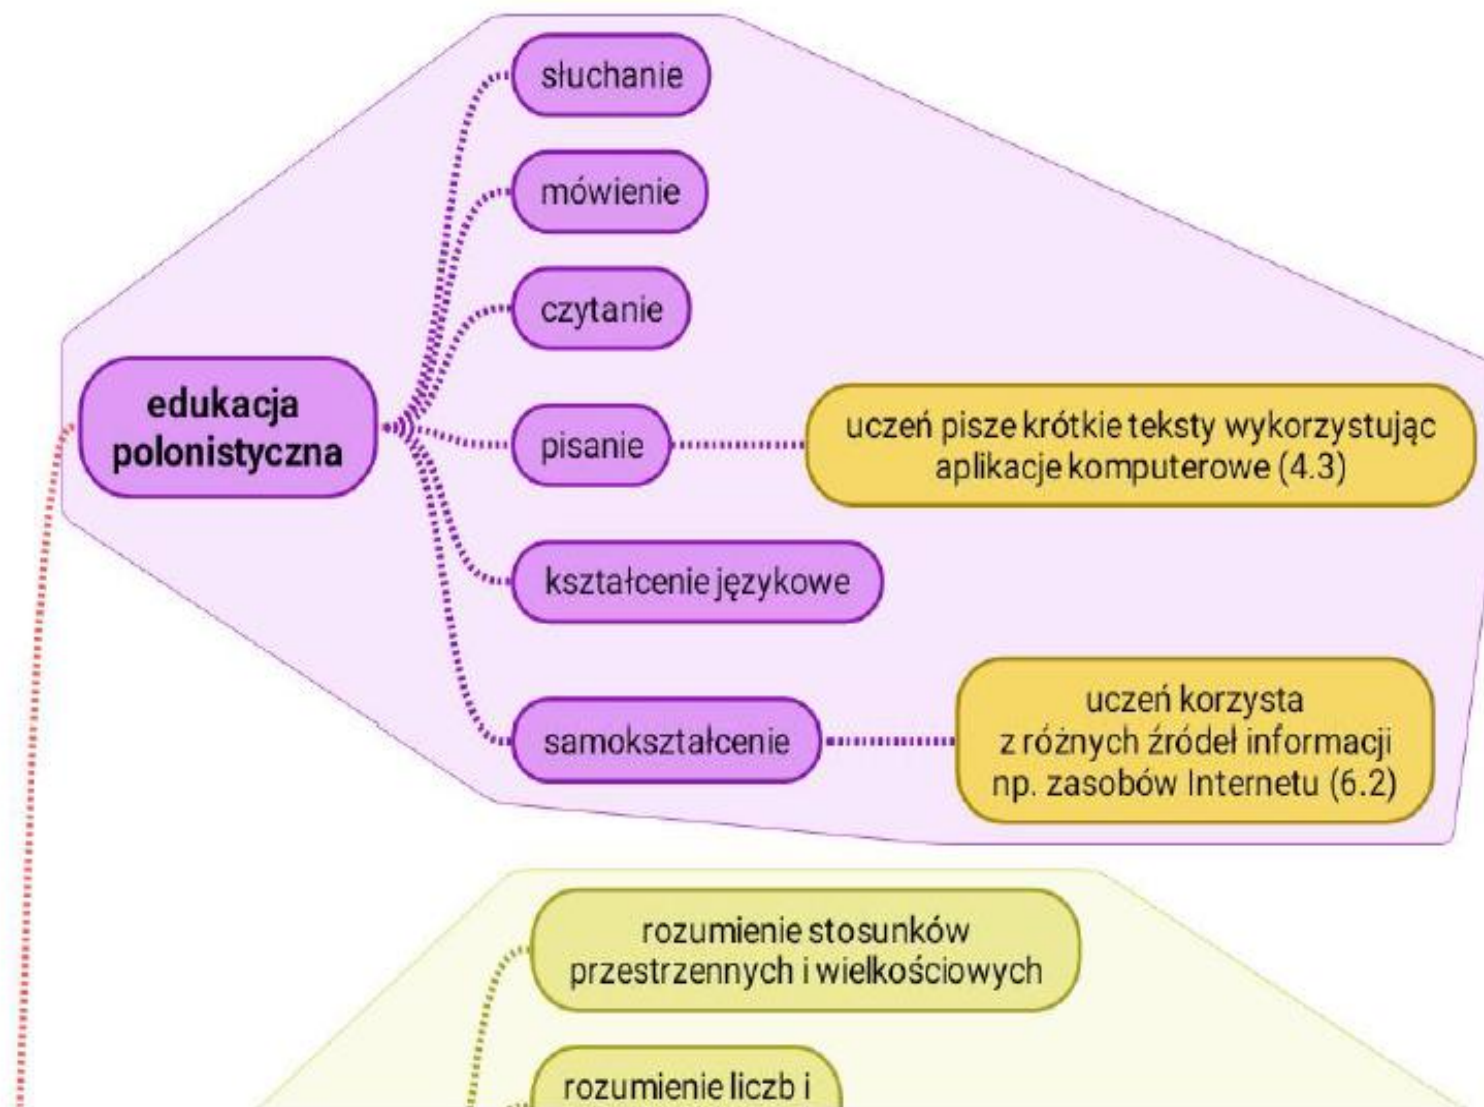 słuchanie
mówienie
czytanie
edukacja
polonistyczna
pisanie
uczeń pisze krótkie teksty wykorzystując
aplikacje komputerowe (4.3)
kształcenie językowe
samokształcenie
uczeń korzysta
z różnych źródeł informacji
np. zasobów Internetu (6.2)
rozumienie stosunków
przestrzennych i wielkościowych
rozumienie liczb i